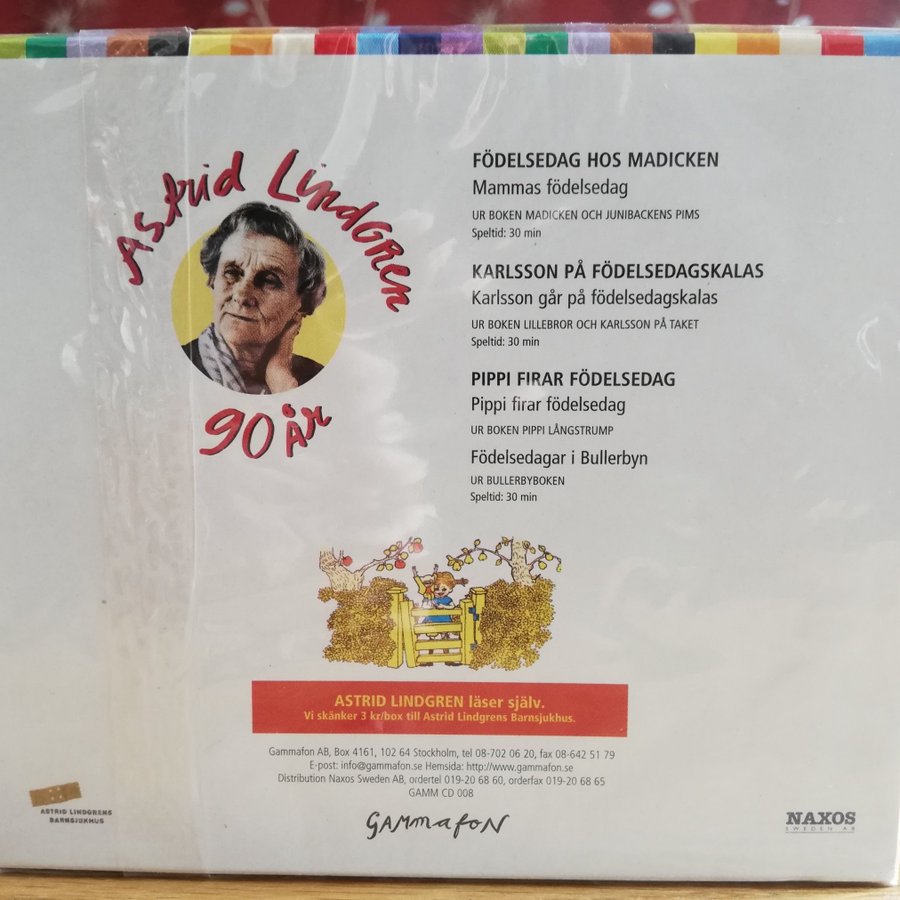 Astrid Lindgren
90 År
FÖDELSEDAG HOS MADICKEN
Mammas födelsedag
UR BOKEN MADICKEN OCH JUNIBACKENS PIMS
Speltid: 30 min
KARLSSON PÅ FÖDELSEDAGSKALAS
Karlsson går på födelsedagskalas
UR BOKEN LILLEBROR OCH KARLSSON PÅ TAKET
Speltid: 30 min
PIPPI FIRAR FÖDELSEDAG
Pippi firar födelsedag
UR BOKEN PIPPI LÅNGSTRUMP
Födelsedagar i Bullerbyn
UR BULLERBYBOKEN
Speltid: 30 min
ASTRID LINDGREN läser själv.
Vi skänker 3 kr/box till Astrid Lindgrens Barnsjukhus.
Gammafon AB, Box 4161, 102 64 Stockholm, tel 08-702 06 20, fax 08-642 51 79
E-post: info@gammafon.se Hemsida: http://www.gammafon.se
Distribution Naxos Sweden AB, ordertel 019-20 68 60, orderfax 019-20 68 65
GAMM CD 008
ASTRID LINDGRENS
BARNSJUKHUS
GAMMAFON
NAXOS
SWEDEN AB